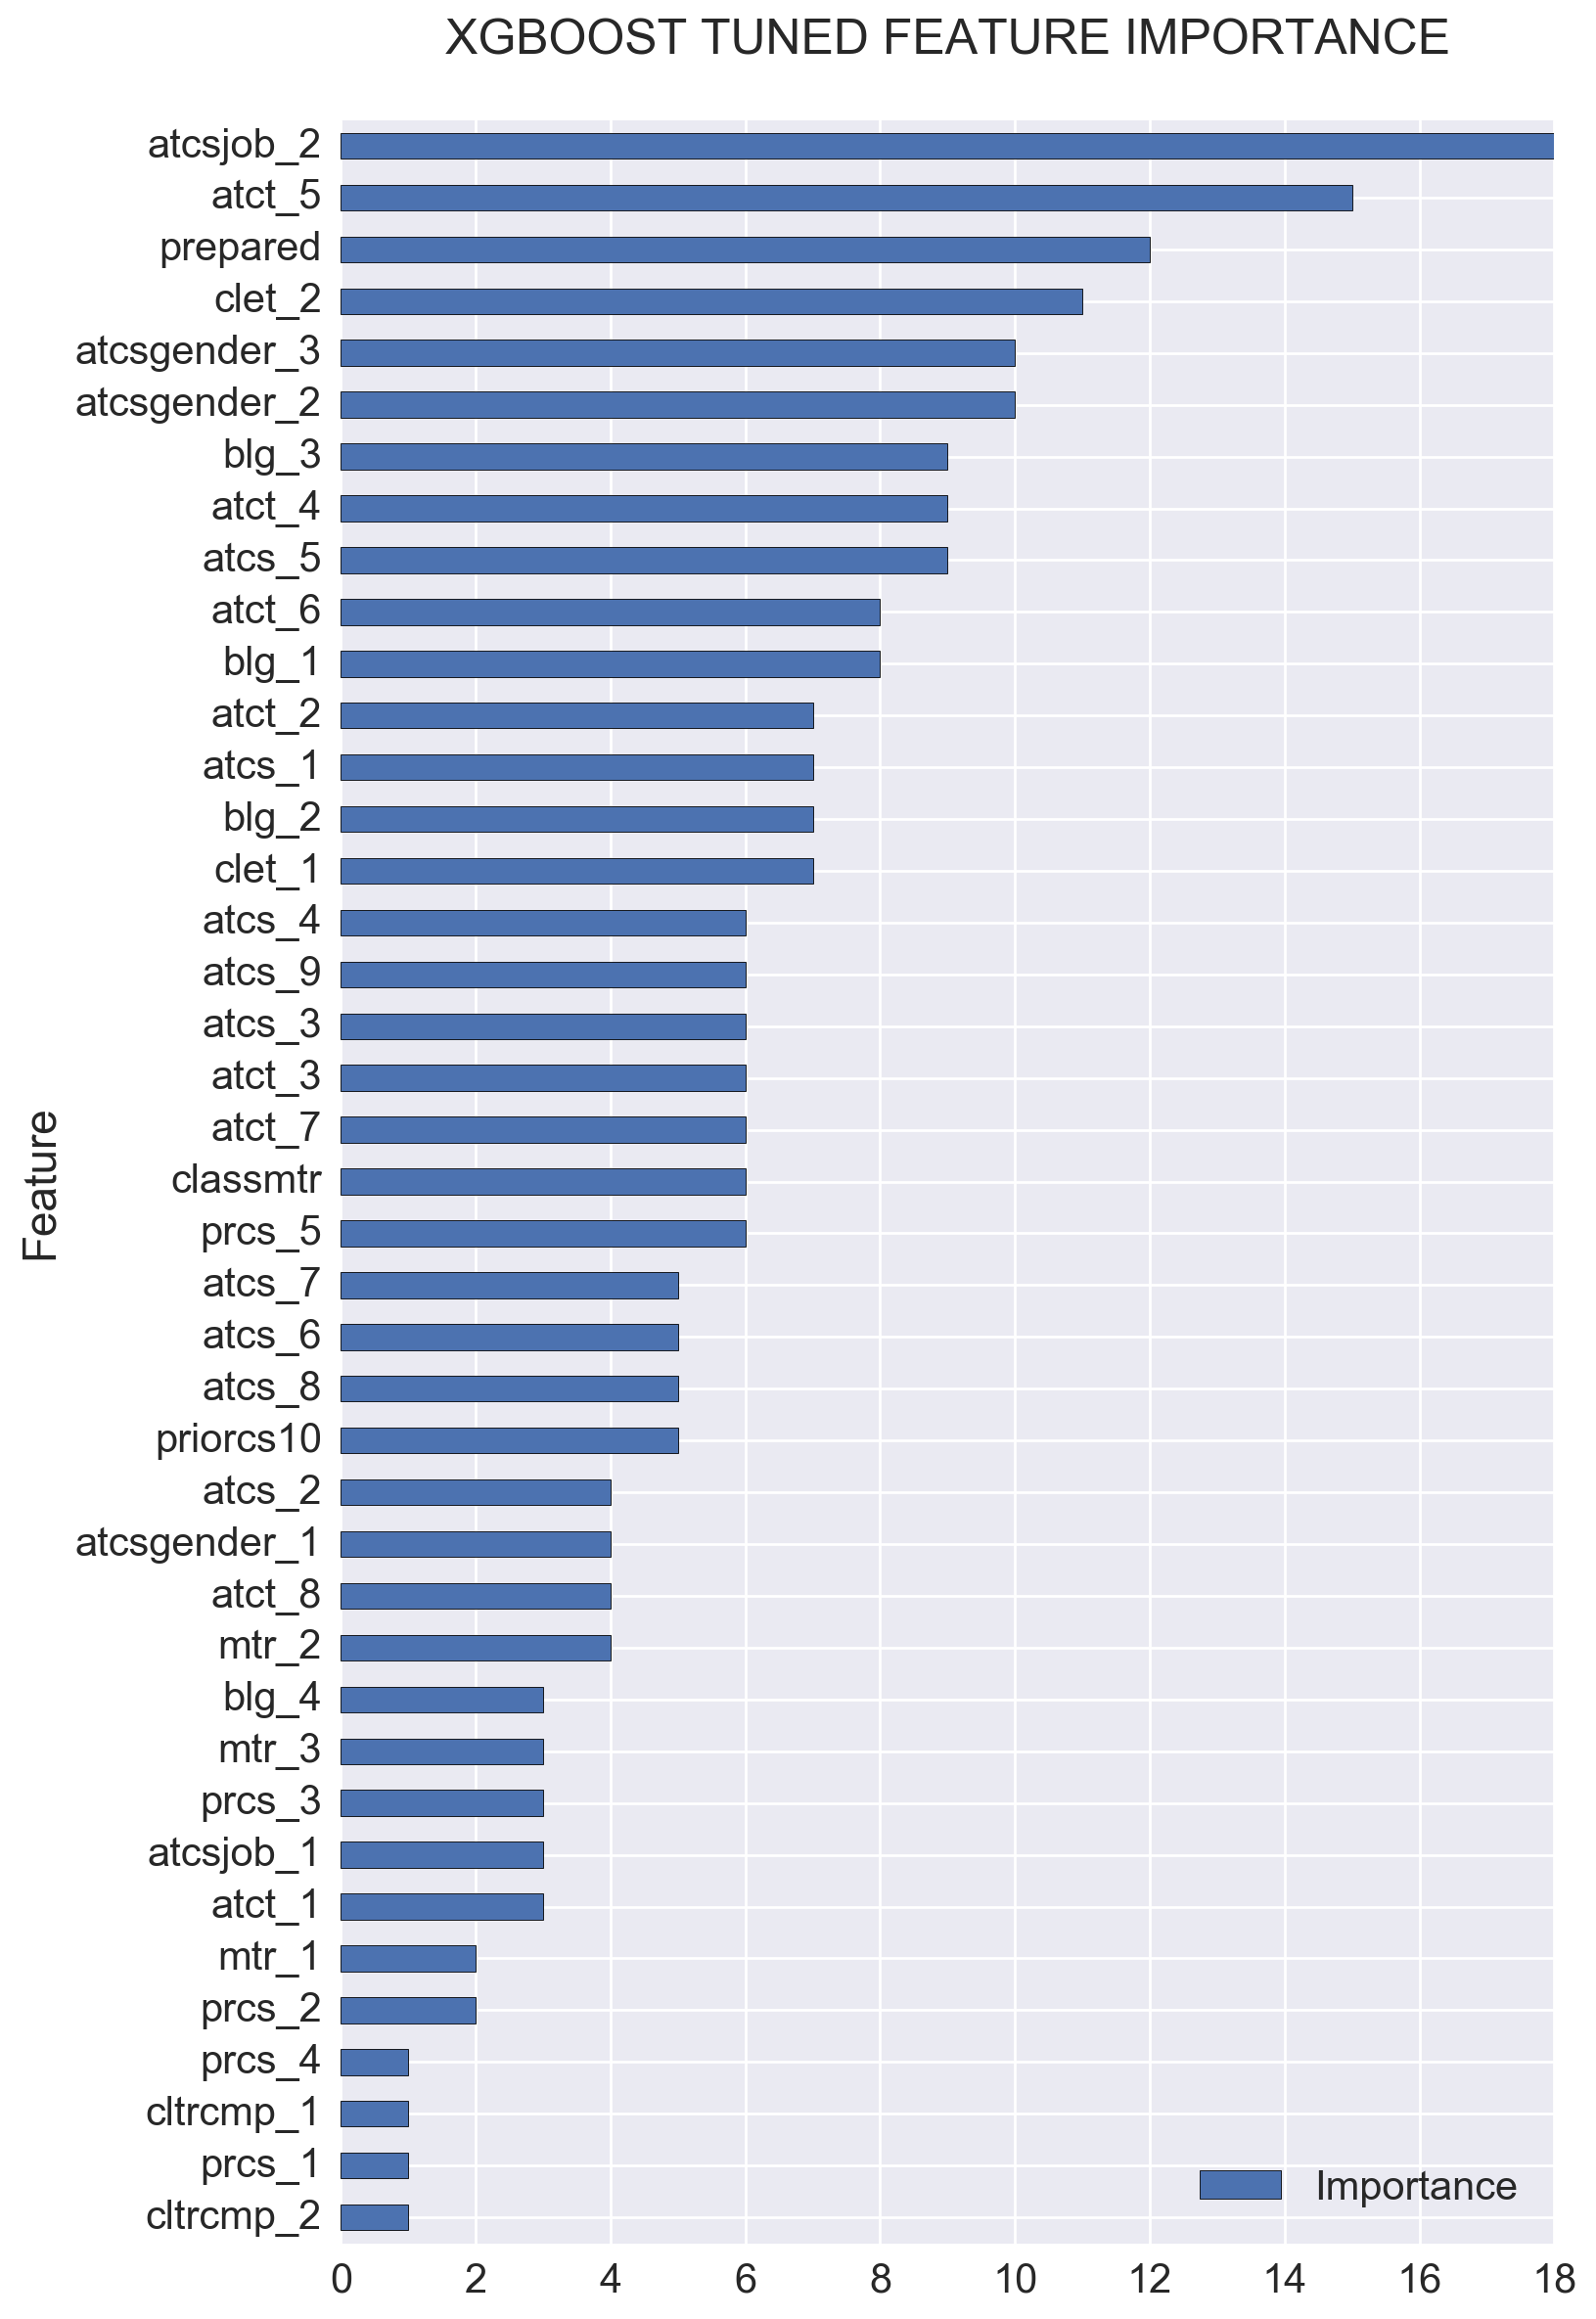 XGBOOST TUNED FEATURE IMPORTANCE
atcsjob_2
atct_5
prepared
clet_2
atcsgender_3
atcsgender_2
blg_3
atct_4
atcs_5
atct_6
blg_1
atct_2
atcs_1
blg_2
clet_1
atcs_4
atcs_9
atcs_3
atct_3
atct_7
classmtr
prcs_5
atcs_7
atcs_6
atcs_8
priorcs10
atcs_2
atcsgender_1
atct_8
mtr_2
blg_4
mtr_3
prcs_3
atcsjob_1
atct_1
mtr_1
prcs_2
prcs_4
cltrcmp_1
prcs_1
cltrcmp_2
Feature
Importance
0 2 4 6 8 10 12 14 16 18